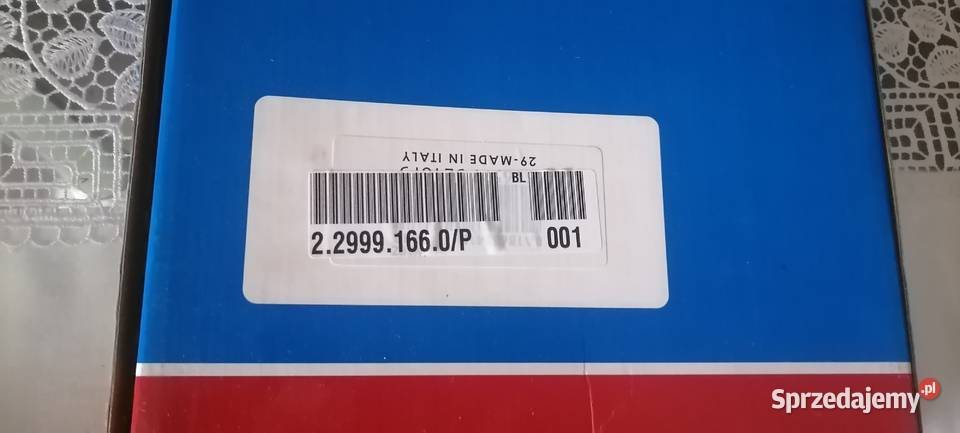 29-MADE IN ITALY
BL
2.2999.166.0/P 001
Sprzedajemy.pl